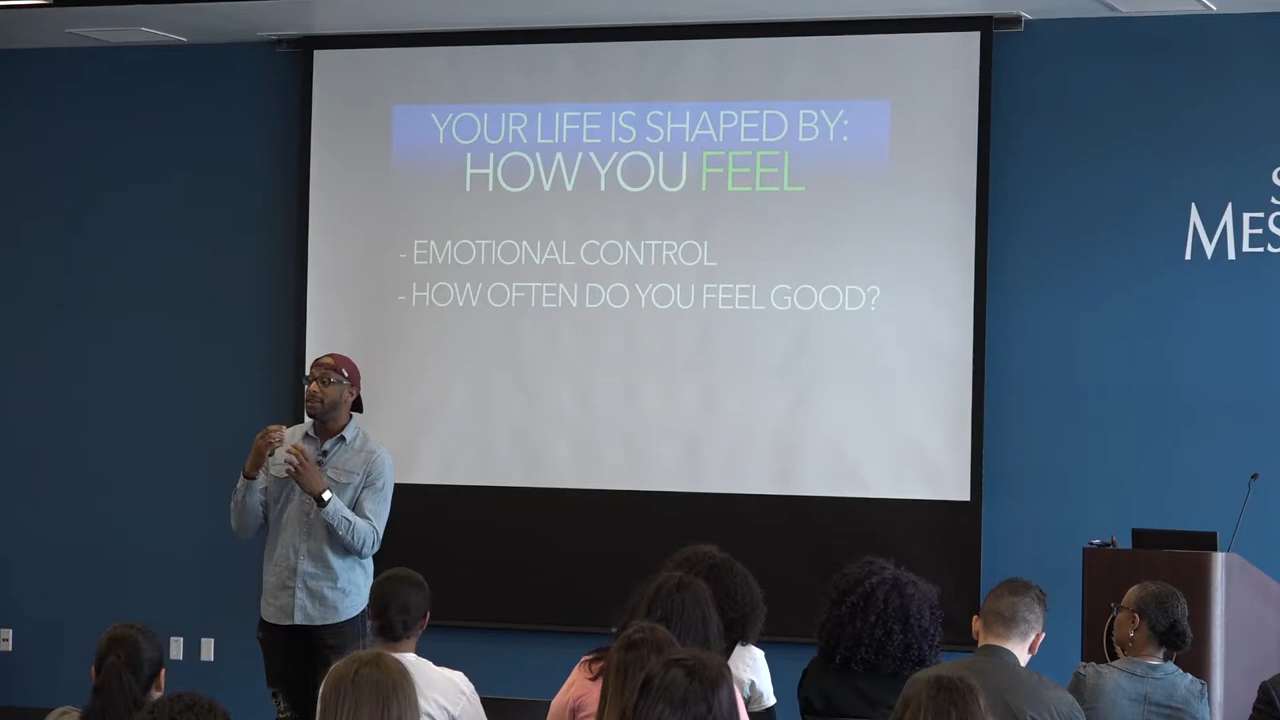 YOUR LIFE IS SHAPED BY:
HOW YOU FEEL
- EMOTIONAL CONTROL
- HOW OFTEN DO YOU FEEL GOOD?